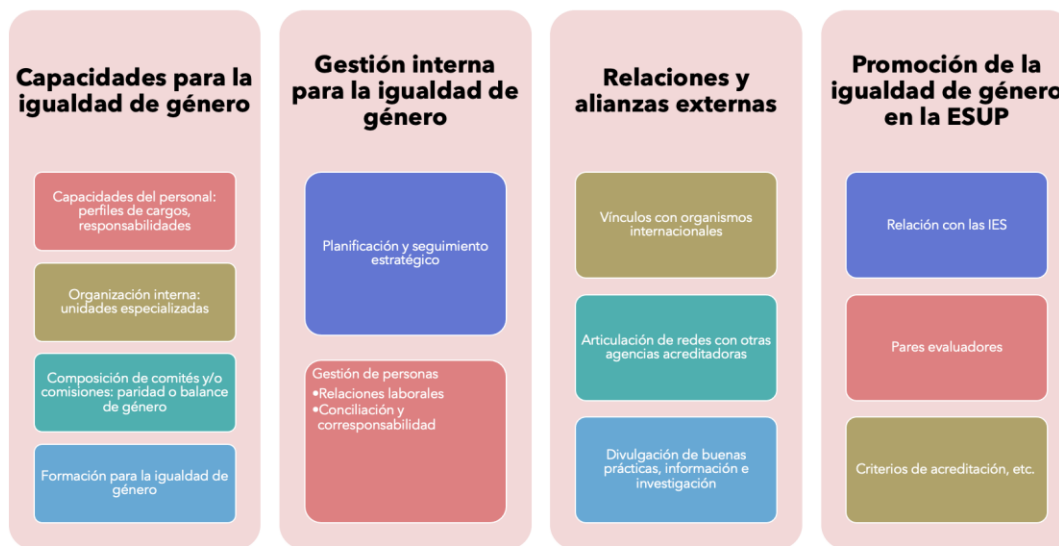 Capacidades para la
igualdad de género
Capacidades del personal:
perfiles de cargos,
responsabilidades
Organización interna:
unidades especializadas
Composición de comités y/o
comisiones: paridad o balance
de género
Formación para la igualdad de
género
Gestión interna
para la igualdad de
género
Planificación y seguimiento
estratégico
Gestión de personas
•Relaciones laborales
•Conciliación y
corresponsabilidad
Relaciones y
alianzas externas
Vínculos con organismos
internacionales
Articulación de redes con otras
agencias acreditadoras
Divulgación de buenas
prácticas, información e
investigación
Promoción de la
igualdad de género
en la ESUP
Relación con las IES
Pares evaluadores
Criterios de acreditación, etc.